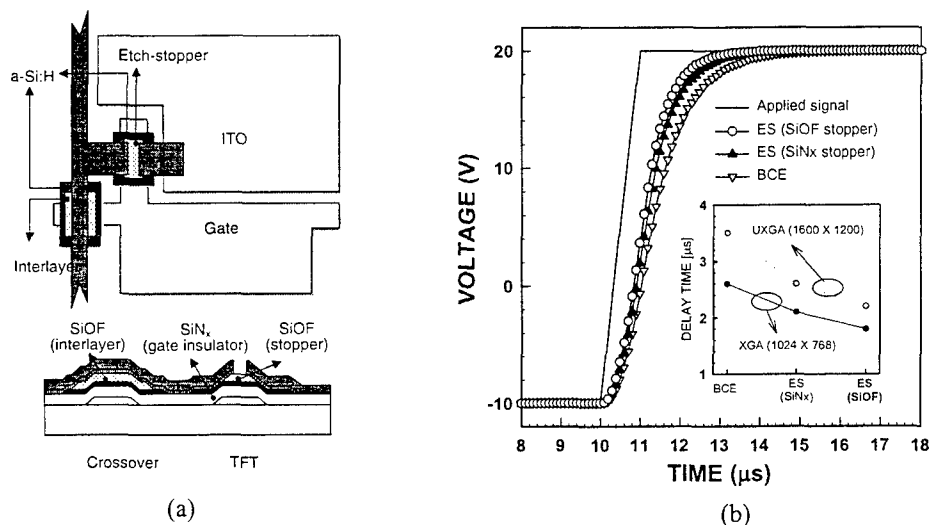 Etch-stopper
a-Si:H
ITO
Gate
Interlayer
SiOF
(interlayer)
SiNx
(gate insulator)
SiOF
(stopper)
Crossover
TFT
(a)
VOLTAGE (V)
20
10
0
-10
Applied signal
ES (SiOF stopper)
ES (SiNx stopper)
BCE
DELAY TIME [μs]
4
3
2
1
UXGA (1600 X 1200)
XGA (1024 X 768)
BCE
ES
(SiNx)
ES
(SiOF)
8 9 10 11 12 13 14 15 16 17 18
TIME (μs)
(b)